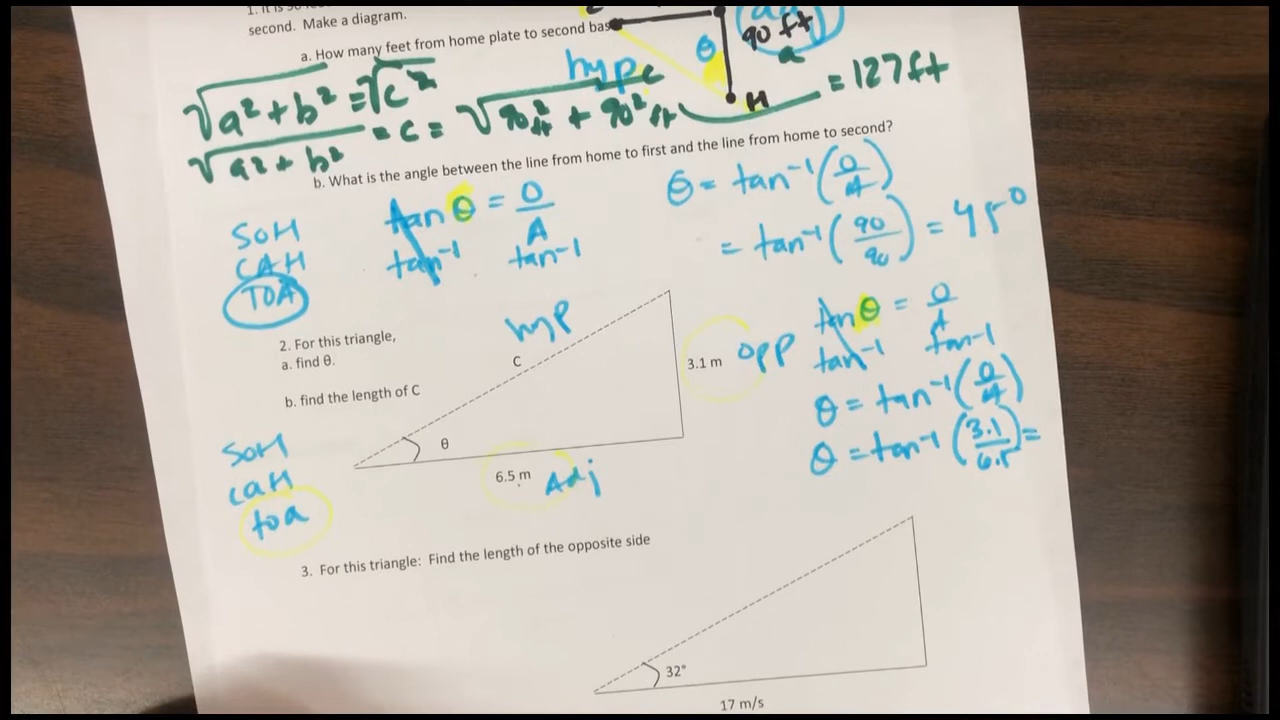 second. Make a diagram.
a. How many feet from home plate to second bas
90 ft
a
θ
hyp
c
H
√a² + b² = √c²
√a² + b² = c = √90²ft + 90²ft = 127 ft
b. What is the angle between the line from home to first and the line from home to second?
SOH
CAH
TOA
tan θ = O/A
tan⁻¹ tan⁻¹
θ = tan⁻¹(O/A)
= tan⁻¹(90/90) = 45°
2. For this triangle,
a. find θ.
b. find the length of C
hyp
C
θ
3.1 m opp
6.5 m Adj
SoH
caH
toa
tan θ = O/A
tan⁻¹ tan⁻¹
θ = tan⁻¹(O/A)
θ = tan⁻¹(3.1/6.5) =
3. For this triangle: Find the length of the opposite side
32°
17 m/s